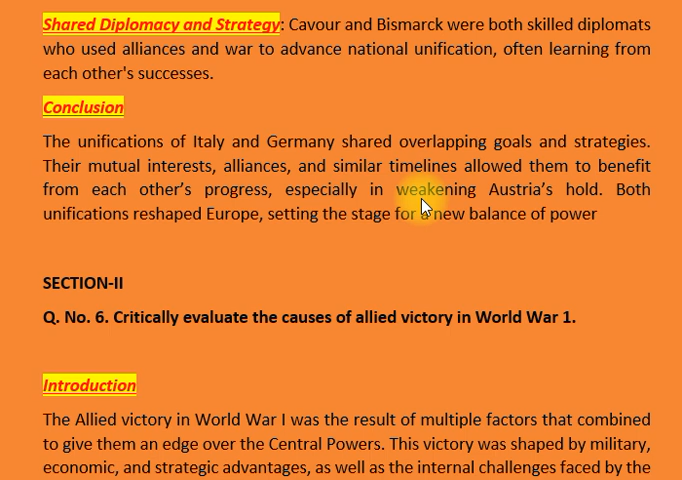 Shared Diplomacy and Strategy: Cavour and Bismarck were both skilled diplomats
who used alliances and war to advance national unification, often learning from
each other's successes.
Conclusion
The unifications of Italy and Germany shared overlapping goals and strategies.
Their mutual interests, alliances, and similar timelines allowed them to benefit
from each other’s progress, especially in weakening Austria’s hold. Both
unifications reshaped Europe, setting the stage for a new balance of power
SECTION-II
Q. No. 6. Critically evaluate the causes of allied victory in World War 1.
Introduction
The Allied victory in World War I was the result of multiple factors that combined
to give them an edge over the Central Powers. This victory was shaped by military,
economic, and strategic advantages, as well as the internal challenges faced by the